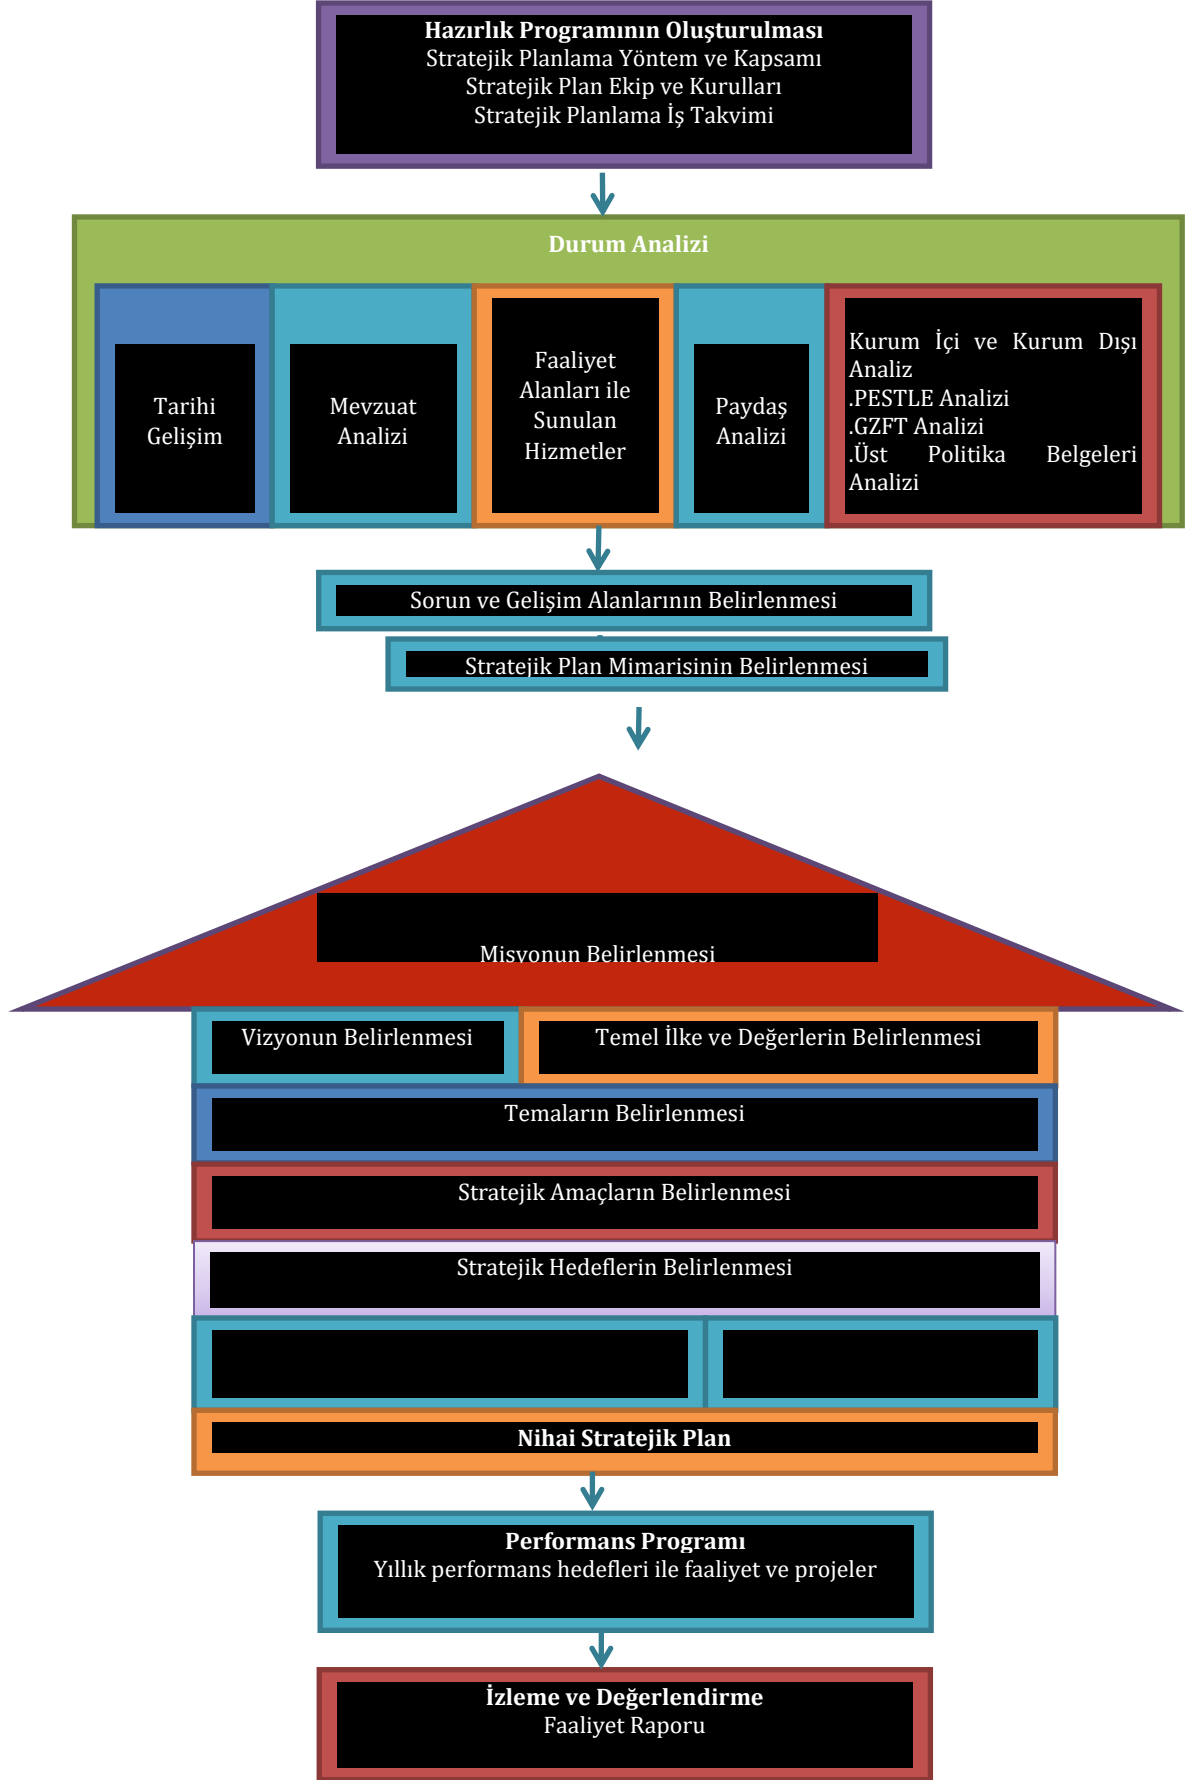 Hazırlık Programının Oluşturulması
Stratejik Planlama Yöntem ve Kapsamı
Stratejik Plan Ekip ve Kurulları
Stratejik Planlama İş Takvimi
Durum Analizi
Tarihi
Gelişim
Mevzuat
Analizi
Faaliyet
Alanları ile
Sunulan
Hizmetler
Paydaş
Analizi
Kurum İçi ve Kurum Dışı
Analiz
.PESTLE Analizi
.GZFT Analizi
.Üst Politika Belgeleri
Analizi
Sorun ve Gelişim Alanlarının Belirlenmesi
Stratejik Plan Mimarisinin Belirlenmesi
Misyonun Belirlenmesi
Vizyonun Belirlenmesi
Temel İlke ve Değerlerin Belirlenmesi
Temaların Belirlenmesi
Stratejik Amaçların Belirlenmesi
Stratejik Hedeflerin Belirlenmesi
Nihai Stratejik Plan
Performans Programı
Yıllık performans hedefleri ile faaliyet ve projeler
İzleme ve Değerlendirme
Faaliyet Raporu